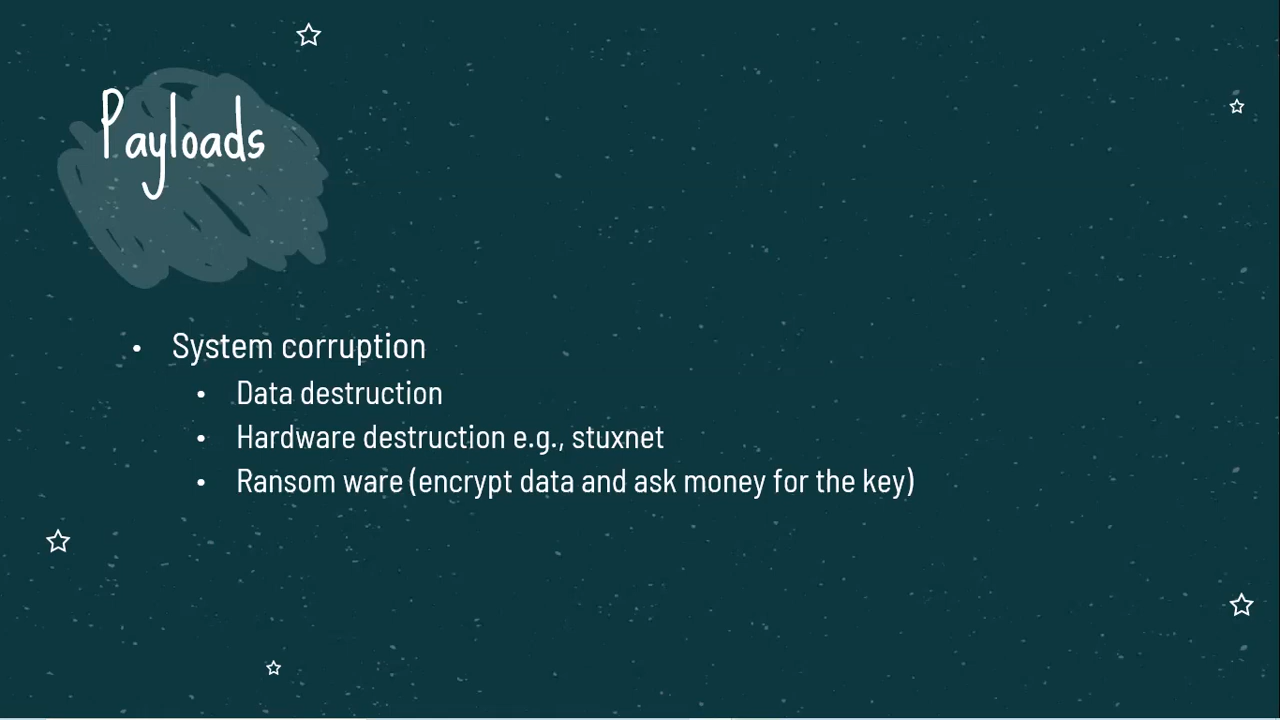 Payloads
• System corruption
• Data destruction
• Hardware destruction e.g., stuxnet
• Ransom ware (encrypt data and ask money for the key)